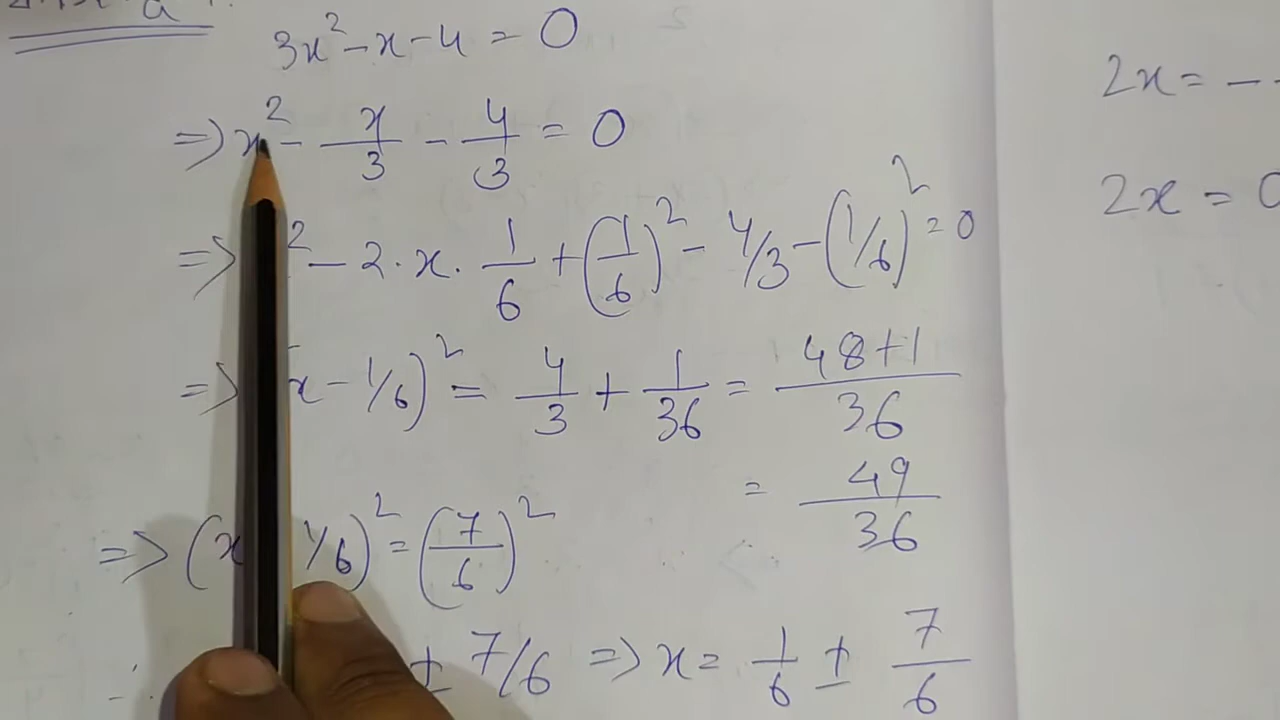 3x² - x - 4 = 0
⇒ x² - x/3 - 4/3 = 0
⇒ ² - 2·x·1/6 + (1/6)² - 4/3 - (1/6)² = 0
⇒ x - 1/6)² = 4/3 + 1/36 = 48+1/36
= 49/36
⇒ (x 1/6)² = (7/6)²
± 7/6 ⇒ x = 1/6 ± 7/6
2x = -
2x = 0